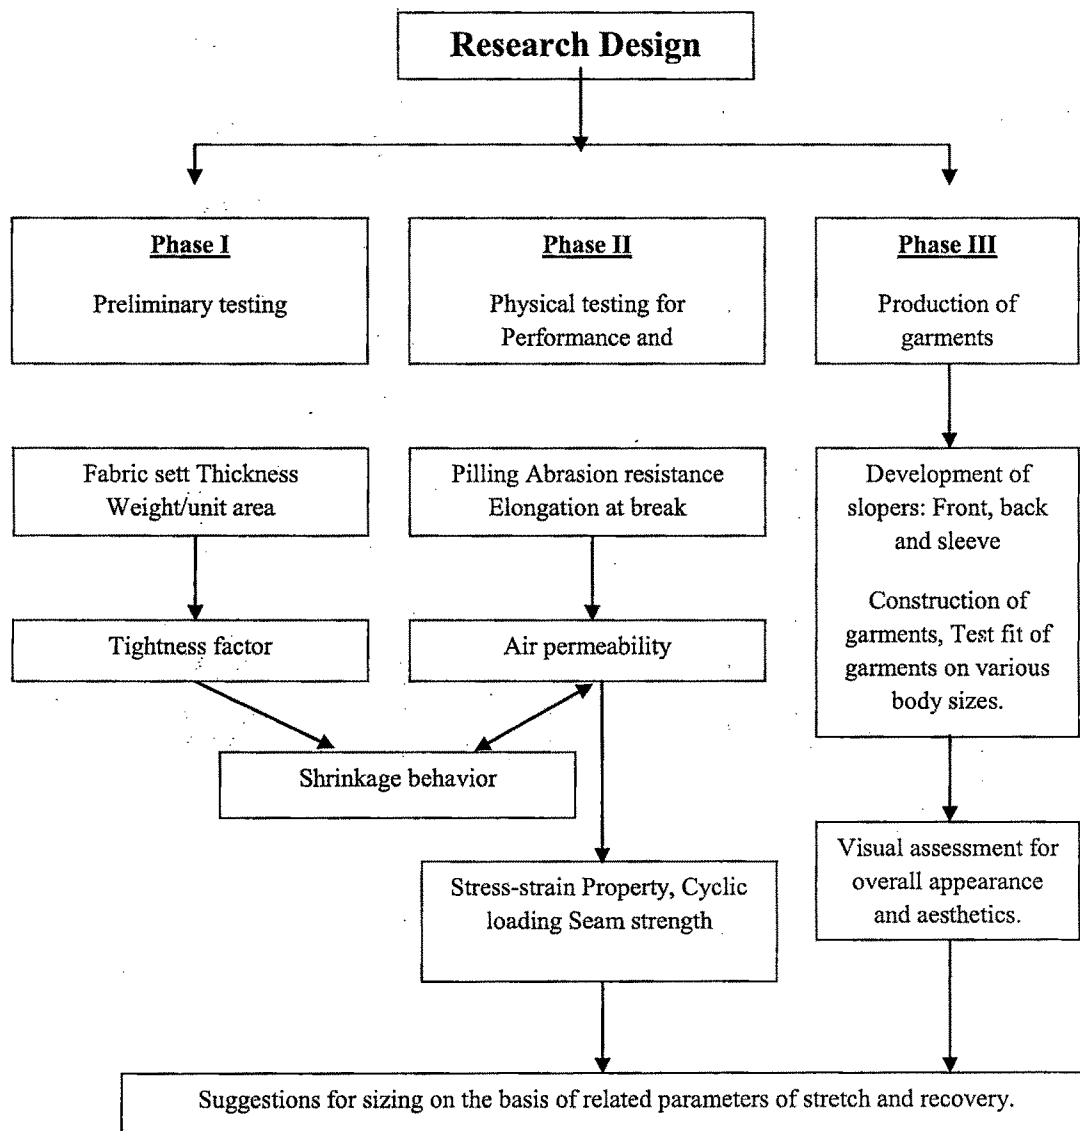 Research Design
Phase I
Preliminary testing
Phase II
Physical testing for
Performance and
Phase III
Production of
garments
Fabric sett Thickness
Weight/unit area
Pilling Abrasion resistance
Elongation at break
Development of
slopers: Front, back
and sleeve
Construction of
garments, Test fit of
garments on various
body sizes.
Tightness factor
Air permeability
Shrinkage behavior
Stress-strain Property, Cyclic
loading Seam strength
Visual assessment for
overall appearance
and aesthetics.
Suggestions for sizing on the basis of related parameters of stretch and recovery.